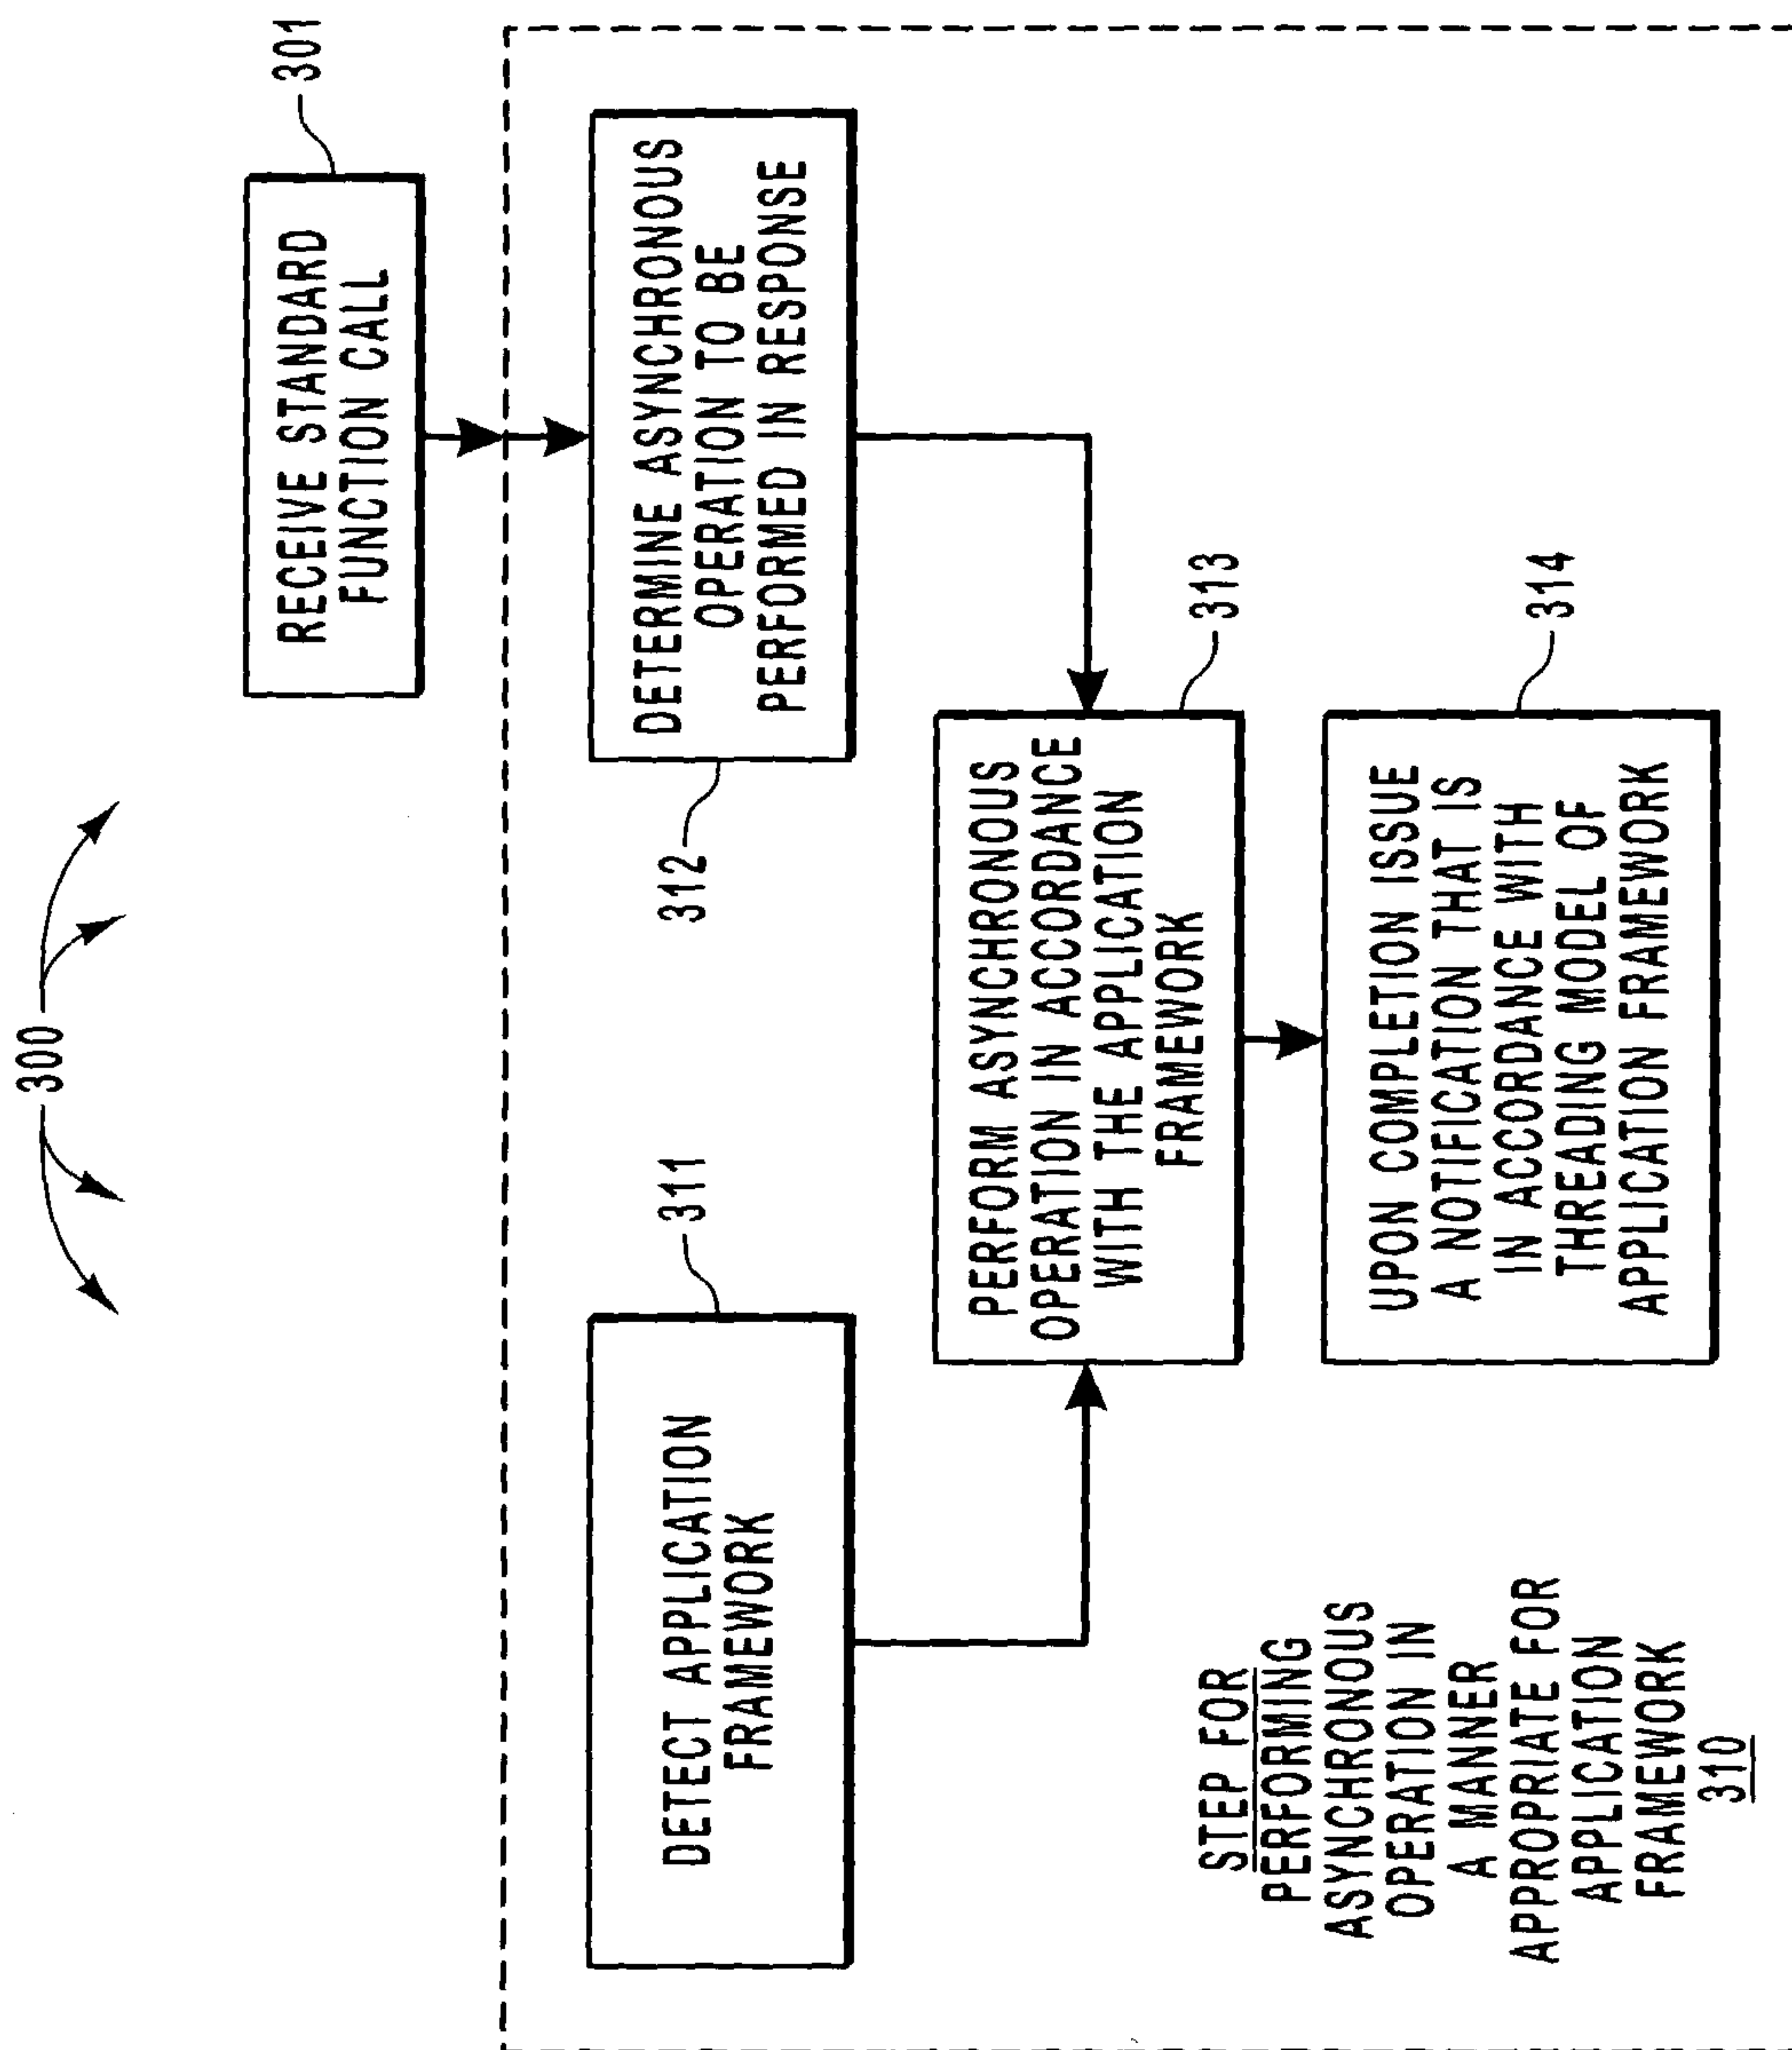 300
RECEIVE STANDARD
FUNCTION CALL
301
DETECT APPLICATION
FRAMEWORK
311
DETERMINE ASYNCHRONOUS
OPERATION TO BE
PERFORMED IN RESPONSE
312
PERFORM ASYNCHRONOUS
OPERATION IN ACCORDANCE
WITH THE APPLICATION
FRAMEWORK
313
UPON COMPLETION ISSUE
A NOTIFICATION THAT IS
IN ACCORDANCE WITH
THREADING MODEL OF
APPLICATION FRAMEWORK
314
STEP FOR
PERFORMING
ASYNCHRONOUS
OPERATION IN
A MANNER
APPROPRIATE FOR
APPLICATION
FRAMEWORK
310